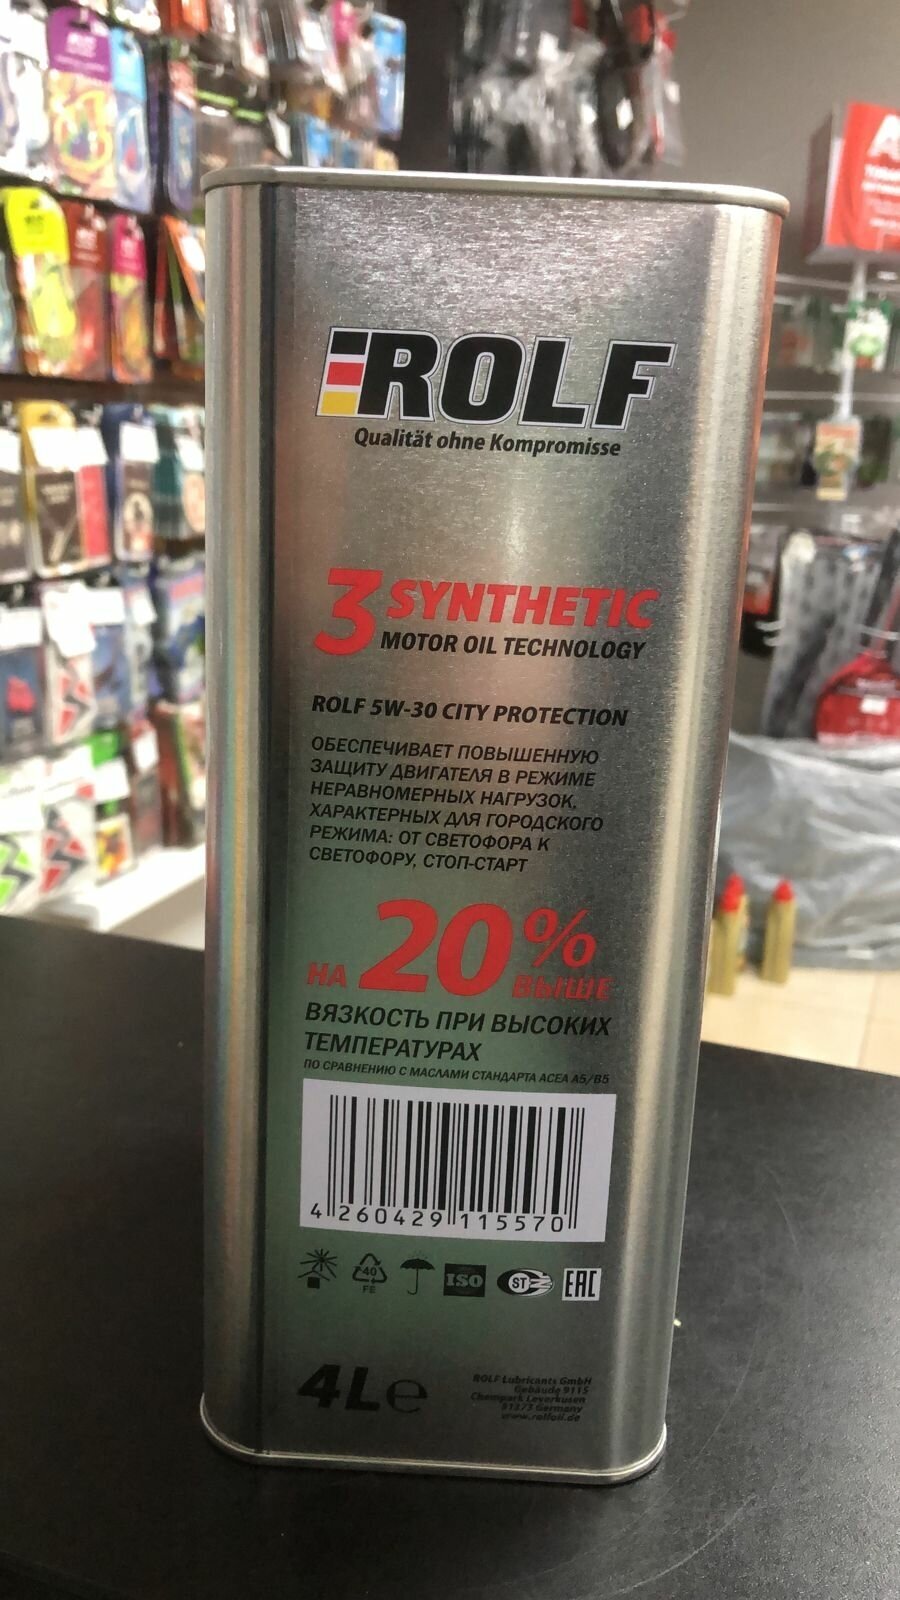 ROLF
Qualität ohne Kompromisse
3 SYNTHETIC
MOTOR OIL TECHNOLOGY
ROLF 5W-30 CITY PROTECTION
ОБЕСПЕЧИВАЕТ ПОВЫШЕННУЮ
ЗАЩИТУ ДВИГАТЕЛЯ В РЕЖИМЕ
НЕРАВНОМЕРНЫХ НАГРУЗОК,
ХАРАКТЕРНЫХ ДЛЯ ГОРОДСКОГО
РЕЖИМА: ОТ СВЕТОФОРА К
СВЕТОФОРУ, СТОП-СТАРТ
НА 20% ВЫШЕ
ВЯЗКОСТЬ ПРИ ВЫСОКИХ
ТЕМПЕРАТУРАХ
ПО СРАВНЕНИЮ С МАСЛАМИ СТАНДАРТА ACEA A5/B5
4 260429 115570
40
FE
ISO
ST
EAC
4L e
ROLF Lubricants GmbH
Gebäude 9115
Chempark Leverkusen
51373 Germany
www.rolfoil.de